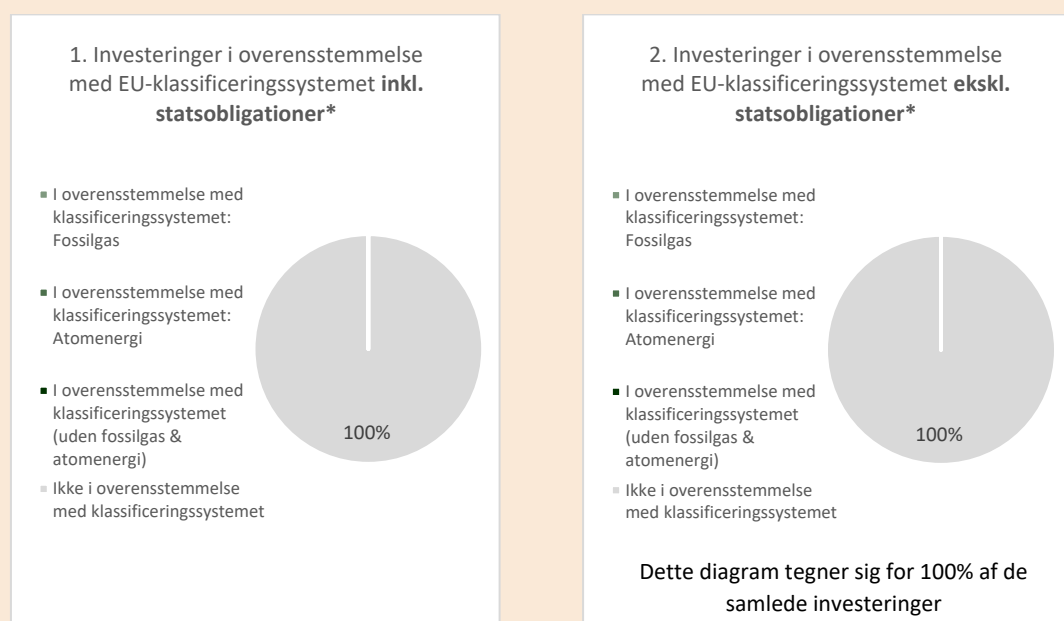 1. Investeringer i overensstemmelse
med EU-klassificeringssystemet inkl.
statsobligationer*
I overensstemmelse med
klassificeringssystemet:
Fossilgas
I overensstemmelse med
klassificeringssystemet:
Atomenergi
I overensstemmelse med
klassificeringssystemet
(uden fossilgas &
atomenergi)
Ikke i overensstemmelse
med klassificeringssystemet
100%
2. Investeringer i overensstemmelse
med EU-klassificeringssystemet ekskl.
statsobligationer*
I overensstemmelse med
klassificeringssystemet:
Fossilgas
I overensstemmelse med
klassificeringssystemet:
Atomenergi
I overensstemmelse med
klassificeringssystemet
(uden fossilgas &
atomenergi)
Ikke i overensstemmelse
med klassificeringssystemet
100%
Dette diagram tegner sig for 100% af de
samlede investeringer